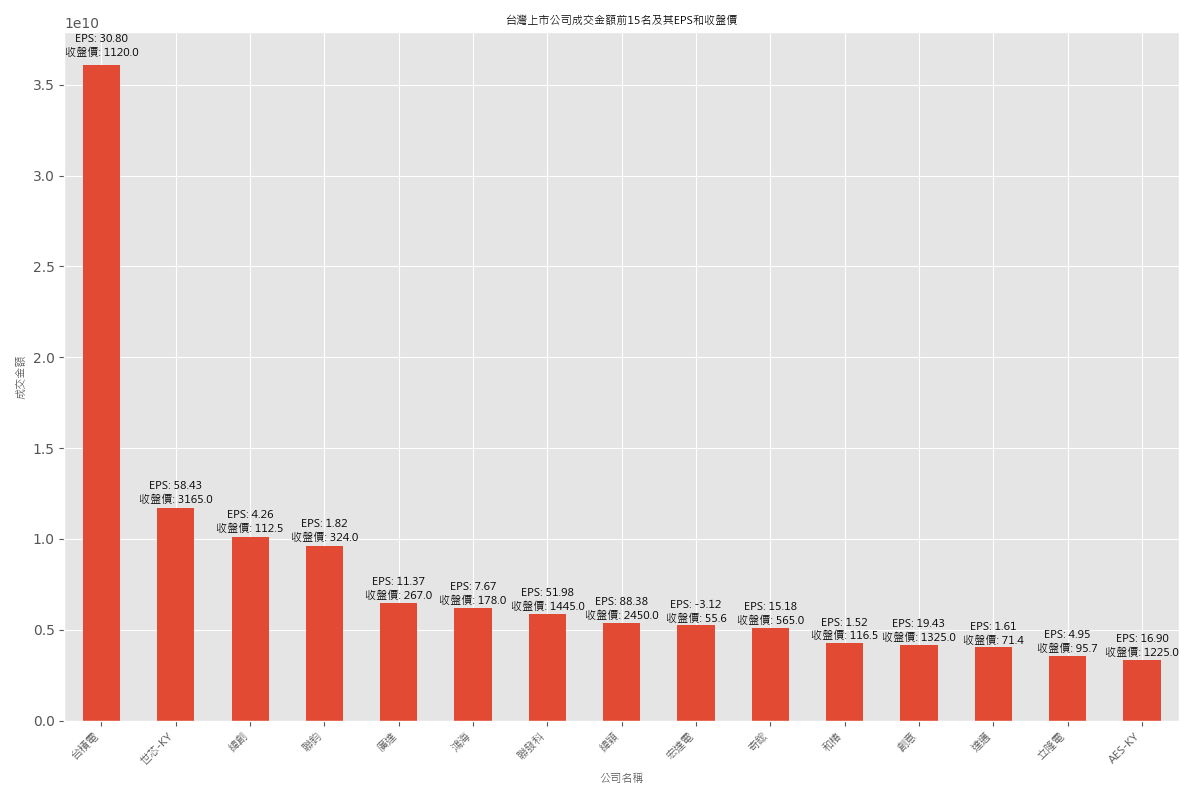 台灣上市公司成交金額前15名及其EPS和收盤價
1e10
3.5
3.0
2.5
2.0
1.5
1.0
0.5
0.0
成交金額
EPS: 30.80
收盤價: 1120.0
EPS: 58.43
收盤價: 3165.0
EPS: 4.26
收盤價: 112.5
EPS: 1.82
收盤價: 324.0
EPS: 11.37
收盤價: 267.0
EPS: 7.67
收盤價: 178.0
EPS: 51.98
收盤價: 1445.0
EPS: 88.38
收盤價: 2450.0
EPS: -3.12
收盤價: 55.6
EPS: 15.18
收盤價: 565.0
EPS: 1.52
收盤價: 116.5
EPS: 19.43
收盤價: 1325.0
EPS: 1.61
收盤價: 71.4
EPS: 4.95
收盤價: 95.7
EPS: 16.90
收盤價: 1225.0
台積電
世芯-KY
緯創
聯鈞
廣達
鴻海
聯發科
緯穎
宏達電
奇鋐
和椿
創意
達邁
立隆電
AES-KY
公司名稱